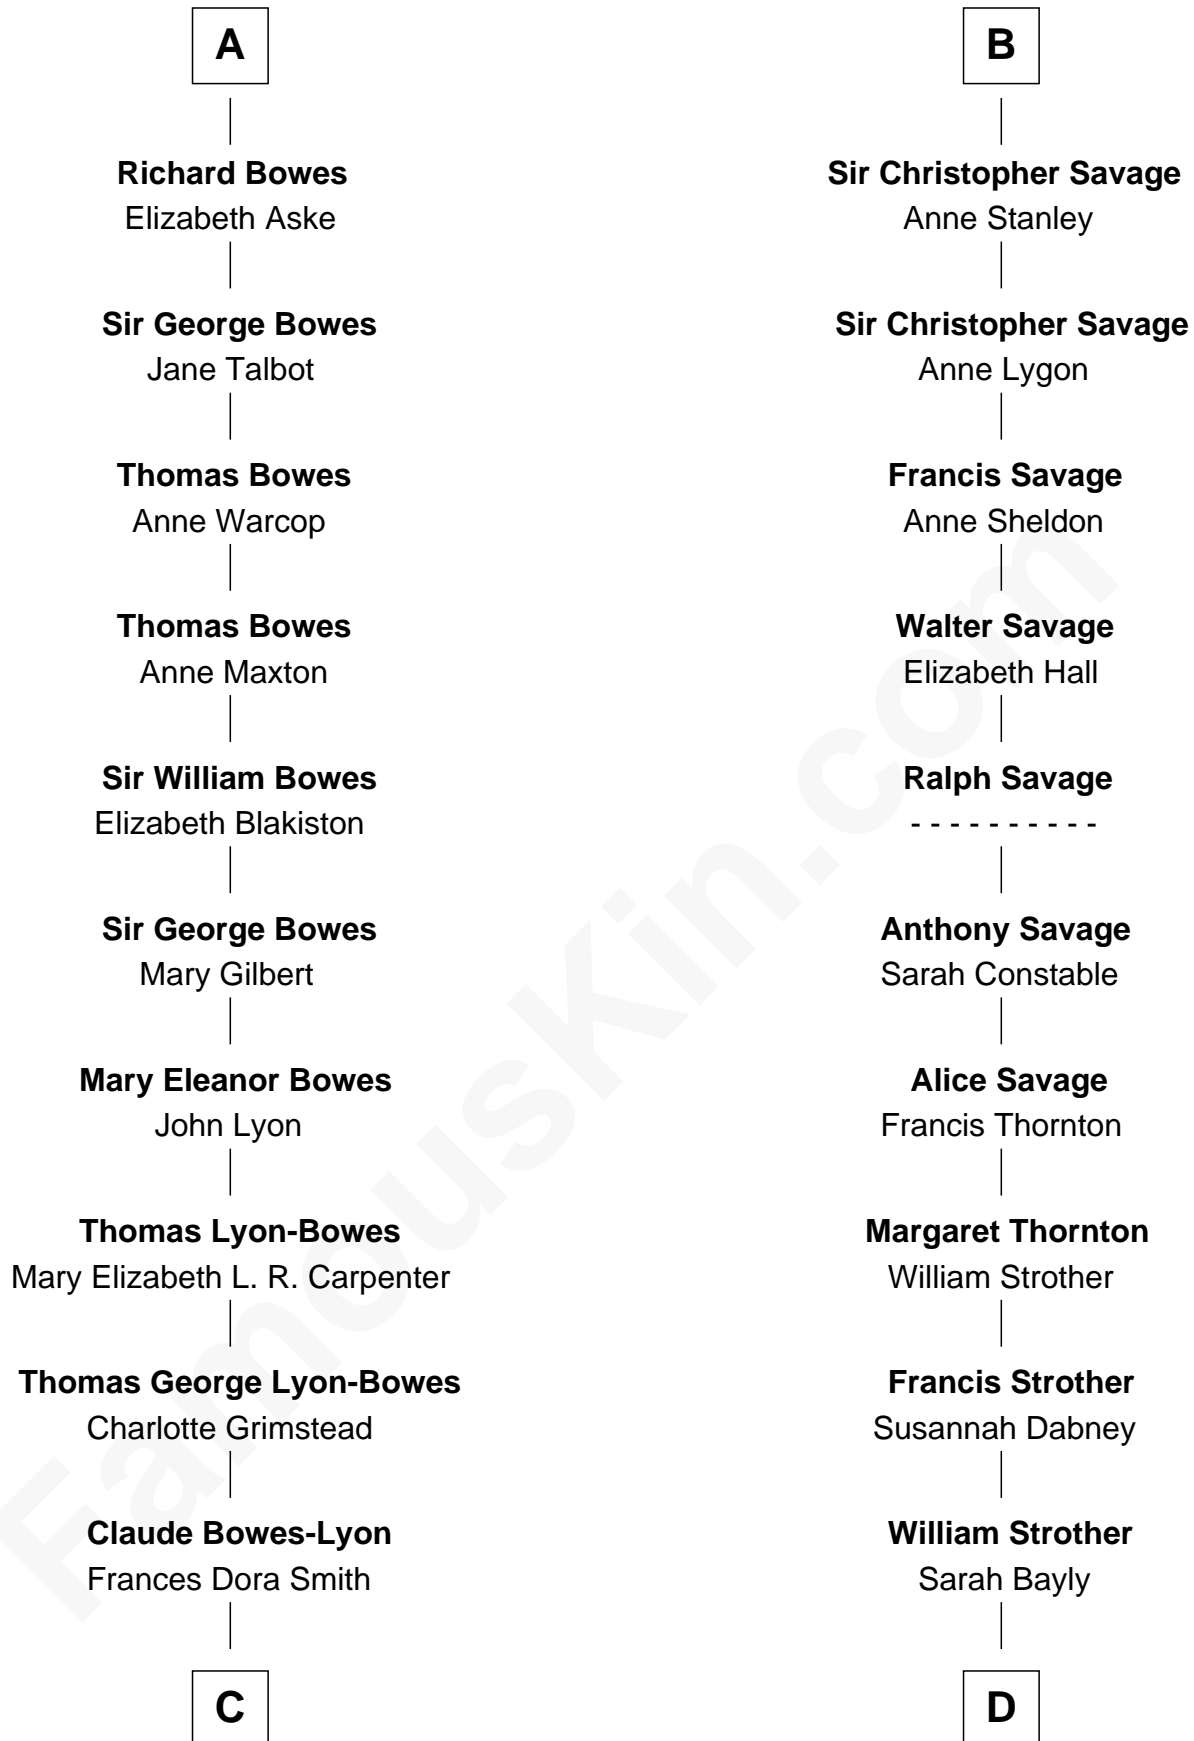 A
Richard Bowes
Elizabeth Aske
Sir George Bowes
Jane Talbot
Thomas Bowes
Anne Warcop
Thomas Bowes
Anne Maxton
Sir William Bowes
Elizabeth Blakiston
Sir George Bowes
Mary Gilbert
Mary Eleanor Bowes
John Lyon
Thomas Lyon-Bowes
Mary Elizabeth L. R. Carpenter
Thomas George Lyon-Bowes
Charlotte Grimstead
Claude Bowes-Lyon
Frances Dora Smith
C
B
Sir Christopher Savage
Anne Stanley
Sir Christopher Savage
Anne Lygon
Francis Savage
Anne Sheldon
Walter Savage
Elizabeth Hall
Ralph Savage
- - - - - - - - - -
Anthony Savage
Sarah Constable
Alice Savage
Francis Thornton
Margaret Thornton
William Strother
Francis Strother
Susannah Dabney
William Strother
Sarah Bayly
D
FamousKin.com